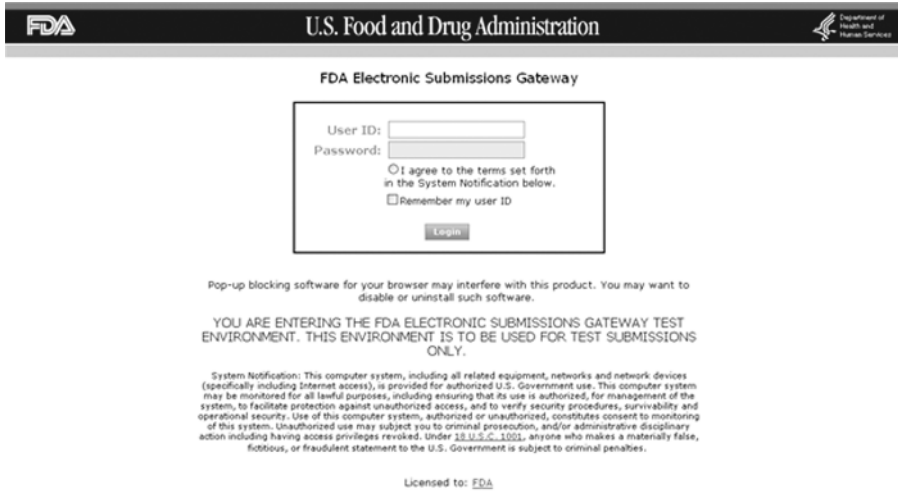 FDA
U.S. Food and Drug Administration
Department of
Health and
Human Services
FDA Electronic Submissions Gateway
User ID:
Password:
I agree to the terms set forth
in the System Notification below.
Remember my user ID
Login
Pop-up blocking software for your browser may interfere with this product. You may want to
disable or uninstall such software.
YOU ARE ENTERING THE FDA ELECTRONIC SUBMISSIONS GATEWAY TEST
ENVIRONMENT. THIS ENVIRONMENT IS TO BE USED FOR TEST SUBMISSIONS
ONLY.
System Notification: This computer system, including all related equipment, networks and network devices
(specifically including Internet access), is provided for authorized U.S. Government use. This computer system
may be monitored for all lawful purposes, including ensuring that its use is authorized, for management of the
system, to facilitate protection against unauthorized access, and to verify security procedures, survivability and
operational security. Use of this computer system, authorized or unauthorized, constitutes consent to monitoring
of this system. Unauthorized use may subject you to criminal prosecution, and/or administrative disciplinary
action including having access privileges revoked. Under 18 U.S.C. 1001, anyone who makes a materially false,
fictitious, or fraudulent statement to the U.S. Government is subject to criminal penalties.
Licensed to: FDA